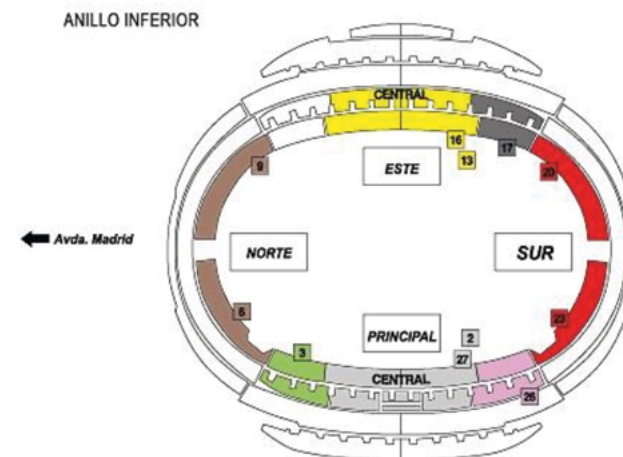 ANILLO INFERIOR
CENTRAL
16
17
9
ESTE
13
20
Avda. Madrid
NORTE
SUR
6
23
PRINCIPAL
2
3
27
CENTRAL
26